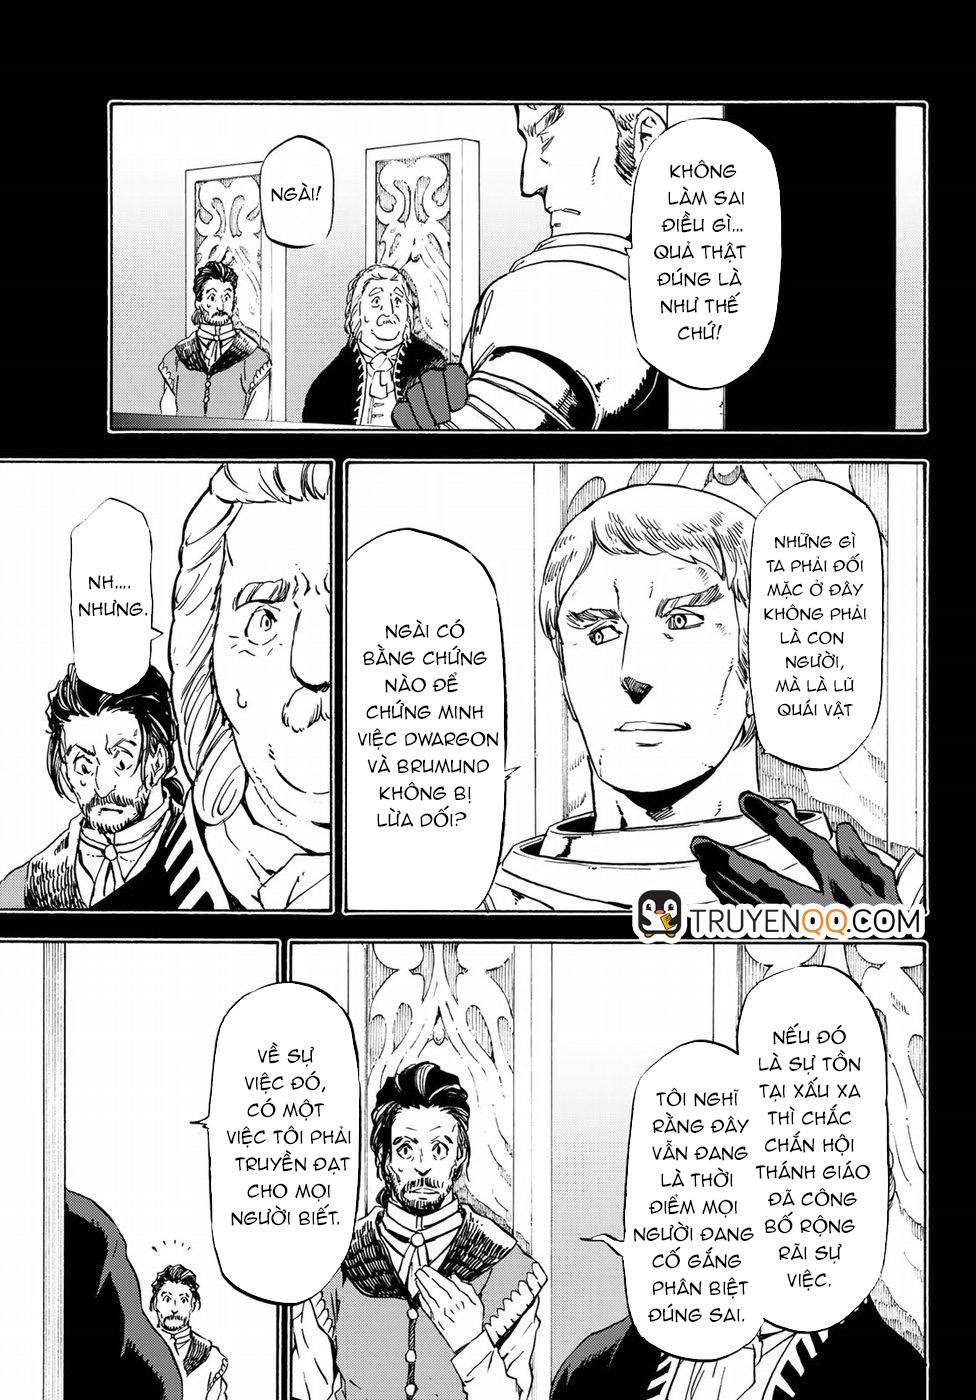 KHÔNG
LÀM SAI
ĐIỀU GÌ...
QUẢ THẬT
ĐÚNG LÀ
NHƯ THẾ
CHỨ!
NGÀI!
NHỮNG GÌ
TA PHẢI ĐỐI
MẶC Ở ĐÂY
KHÔNG PHẢI
LÀ CON
NGƯỜI,
MÀ LÀ LŨ
QUÁI VẬT
NGÀI CÓ
BẰNG CHỨNG
NÀO ĐỂ
CHỨNG MINH
VIỆC DWARGON
VÀ BRUMUND
KHÔNG BỊ
LỪA DỐI?
NH....
NHƯNG.
TRUYENQQ.COM
NẾU ĐÓ
LÀ SỰ TỒN
TẠI XẤU XA
THÌ CHẮC
CHẮN HỘI
THÁNH GIÁO
ĐÃ CÔNG
BỐ RỘNG
RÃI SỰ
VIỆC.
TÔI NGHĨ
RẰNG ĐÂY
VẪN ĐANG
LÀ THỜI
ĐIỂM MỌI
NGƯỜI ĐANG
CỐ GẮNG
PHÂN BIỆT
ĐÚNG SAI.
VỀ SỰ
VIỆC ĐÓ,
CÓ MỘT
VIỆC TÔI PHẢI
TRUYỀN ĐẠT
CHO MỌI
NGƯỜI BIẾT.